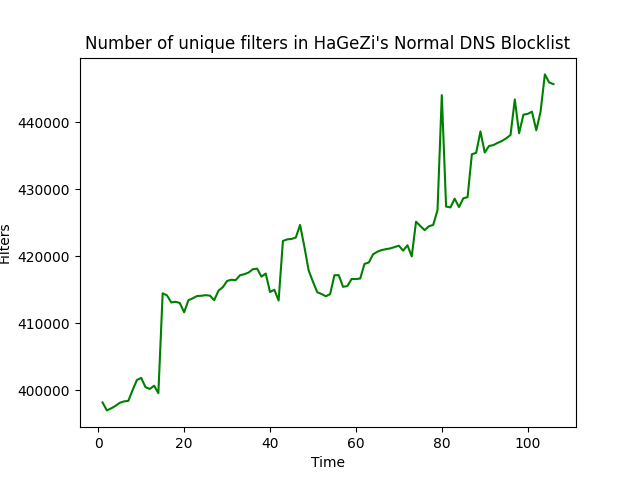 Number of unique filters in HaGeZi's Normal DNS Blocklist
440000
430000
420000
410000
400000
Filters
0 20 40 60 80 100
Time